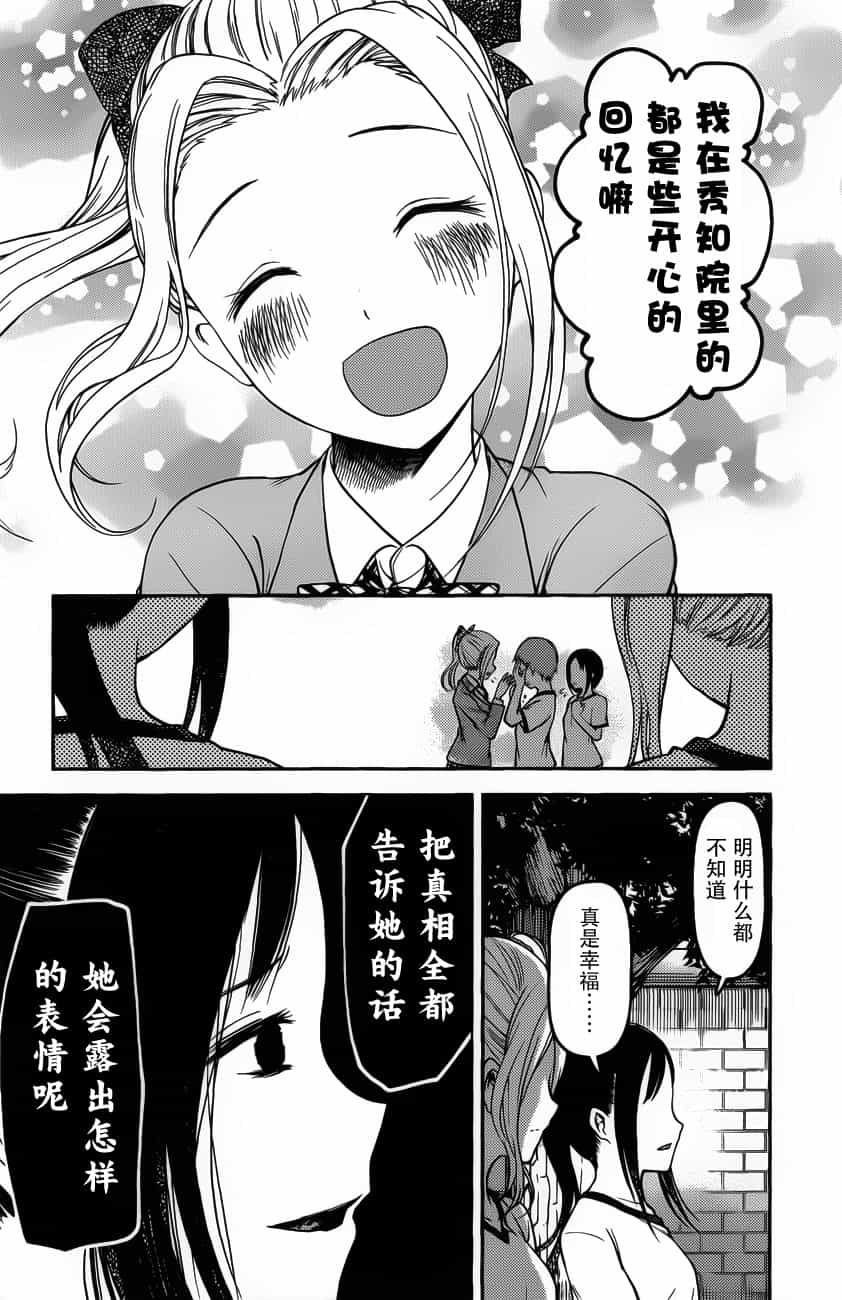 我在秀知院里的
都是些开心的
回忆嘛
明明什么都
不知道
真是幸福……
把真相全都
告诉她的话
她会露出怎样
的表情呢